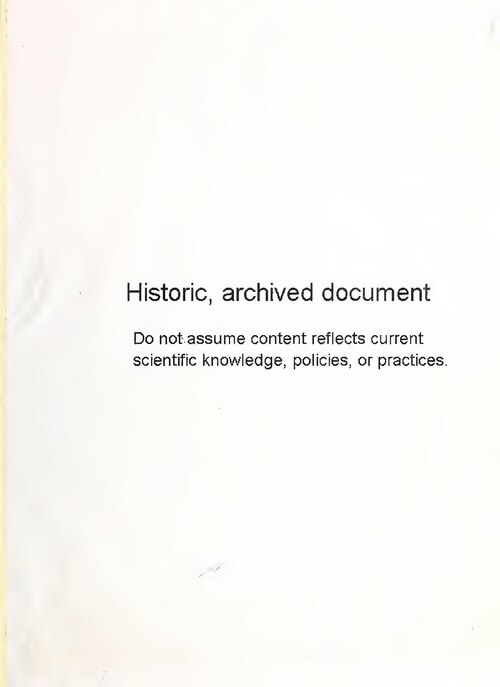 Historic, archived document
Do not assume content reflects current
scientific knowledge, policies, or practices.